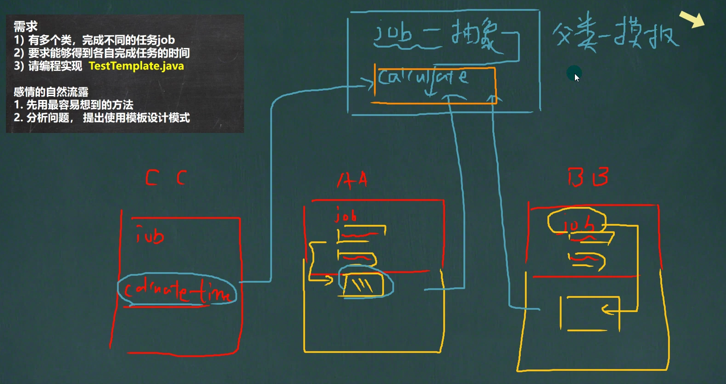 需求
1) 有多个类，完成不同的任务job
2) 要求能够得到各自完成任务的时间
3) 请编程实现 TestTemplate.java
感情的自然流露
1. 先用最容易想到的方法
2. 分析问题，提出使用模板设计模式
job 一 抽象
calculate
父类-模板
CC
AA
BB
job
job
job
calculate-time